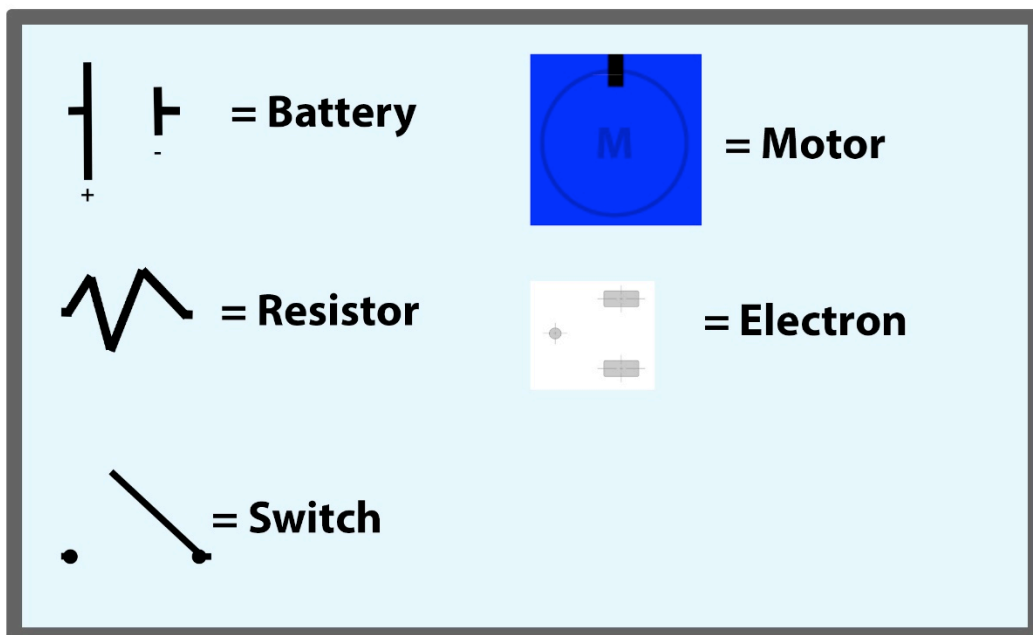 = Battery
+
-
M
= Motor
= Resistor
= Electron
= Switch